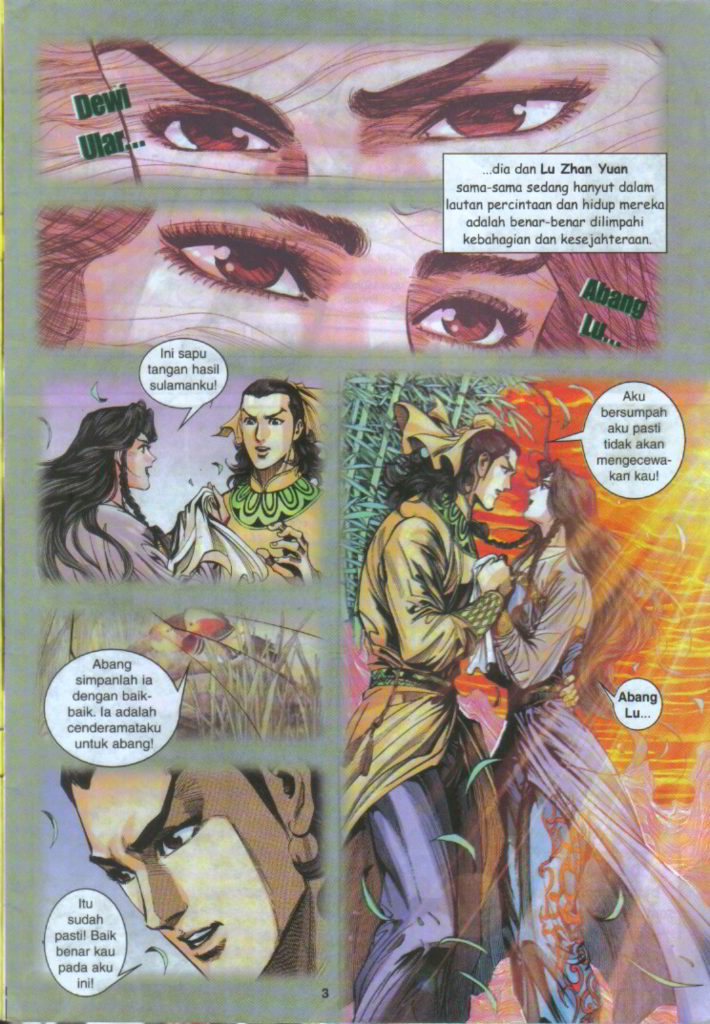 Dewi
Ular...
...dia dan Lu Zhan Yuan
sama-sama sedang hanyut dalam
lautan percintaan dan hidup mereka
adalah benar-benar dilimpahi
kebahagian dan kesejahteraan.
Abang
Lu...
Ini sapu
tangan hasil
sulamanku!
Aku
bersumpah
aku pasti
tidak akan
mengecewa-
kan kau!
Abang
simpanlah ia
dengan baik-
baik. Ia adalah
cenderamataku
untuk abang!
Abang
Lu...
Itu
sudah
pasti! Baik
benar kau
pada aku
ini!
3